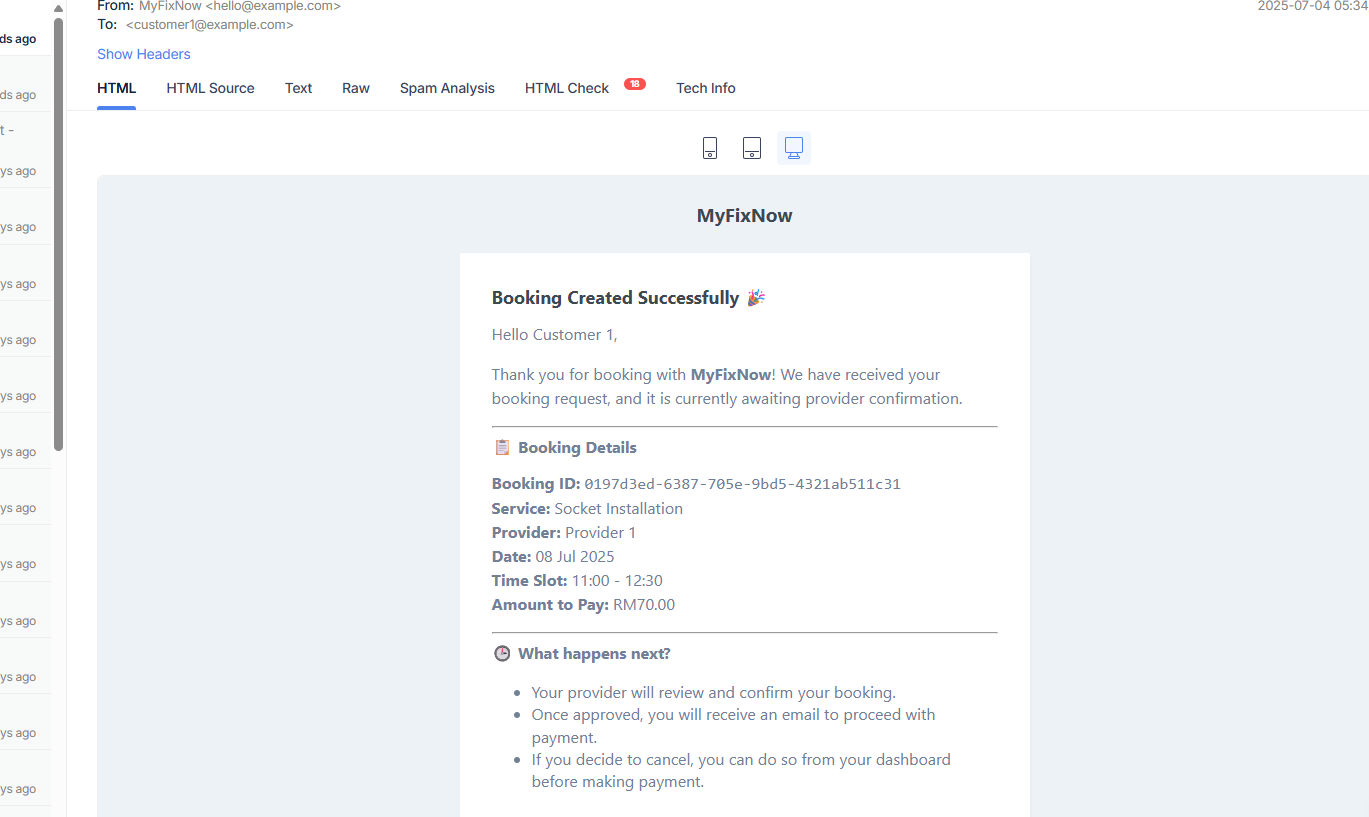 From: MyFixNow <hello@example.com>
2025-07-04 05:34
To: <customer1@example.com>
ds ago
Show Headers
HTML HTML Source Text Raw Spam Analysis HTML Check 18 Tech Info
ds ago
t -
ys ago
MyFixNow
ys ago
ys ago
Booking Created Successfully 🎉
Hello Customer 1,
ys ago
Thank you for booking with MyFixNow! We have received your
booking request, and it is currently awaiting provider confirmation.
ys ago
📋 Booking Details
ys ago
Booking ID: 0197d3ed-6387-705e-9bd5-4321ab511c31
Service: Socket Installation
ys ago
Provider: Provider 1
Date: 08 Jul 2025
ys ago
Time Slot: 11:00 - 12:30
Amount to Pay: RM70.00
ys ago
🕒 What happens next?
ys ago
• Your provider will review and confirm your booking.
• Once approved, you will receive an email to proceed with
payment.
ys ago
• If you decide to cancel, you can do so from your dashboard
before making payment.
ys ago